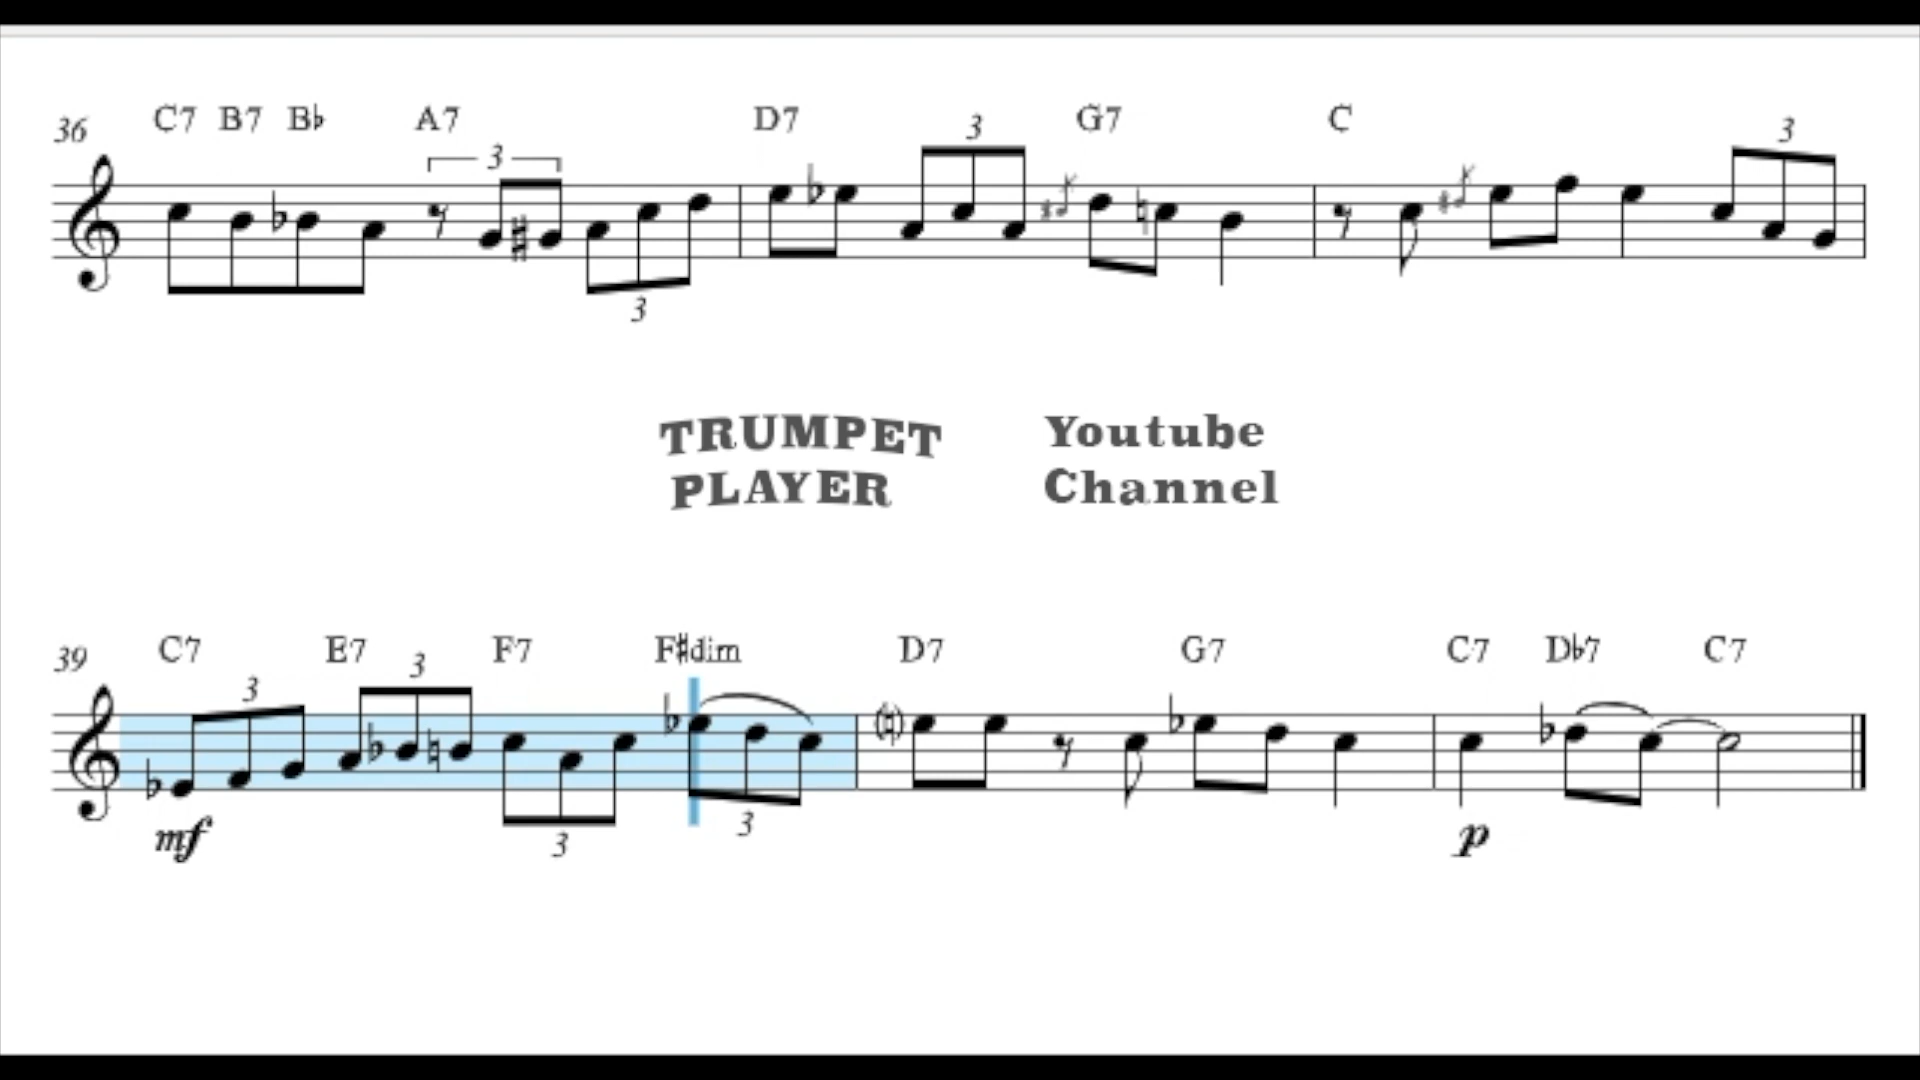 36 C7 B7 B♭ A7 D7 G7 C
3 3 3 3
3
TRUMPET PLAYER
Youtube Channel
39 C7 E7 F7 F#dim D7 G7 C7 D♭7 C7
3 3
3 3
mf p